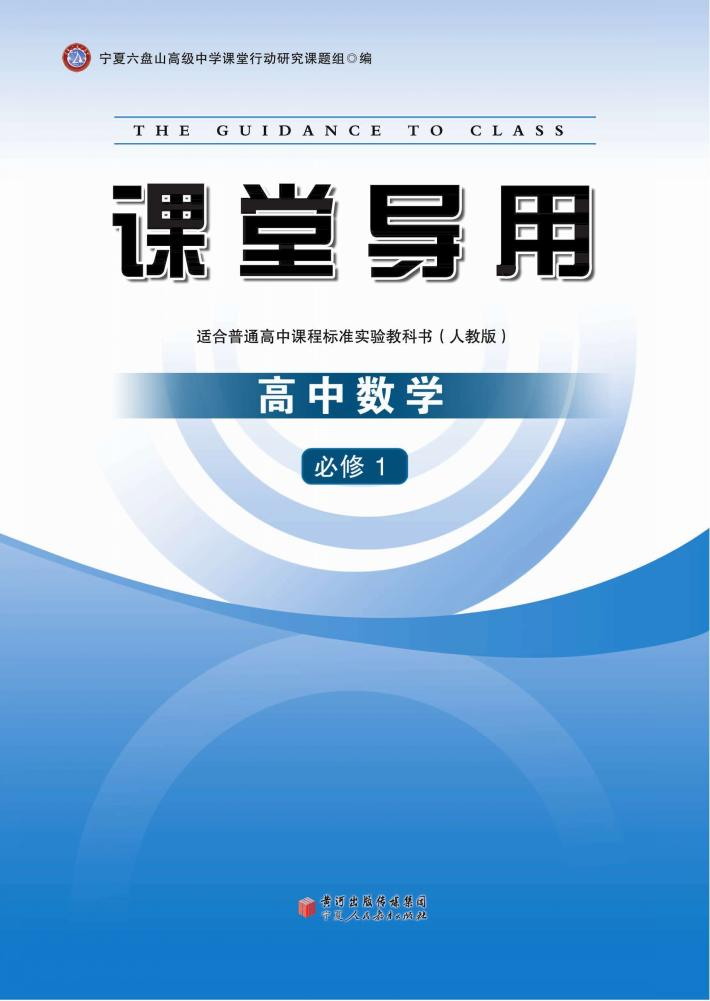 宁夏六盘山高级中学课堂行动研究课题组◎编
THE GUIDANCE TO CLASS
课堂导用
适合普通高中课程标准实验教科书(人教版)
高中数学
必修 1
黄河出版传媒集团
宁夏人民教育出版社